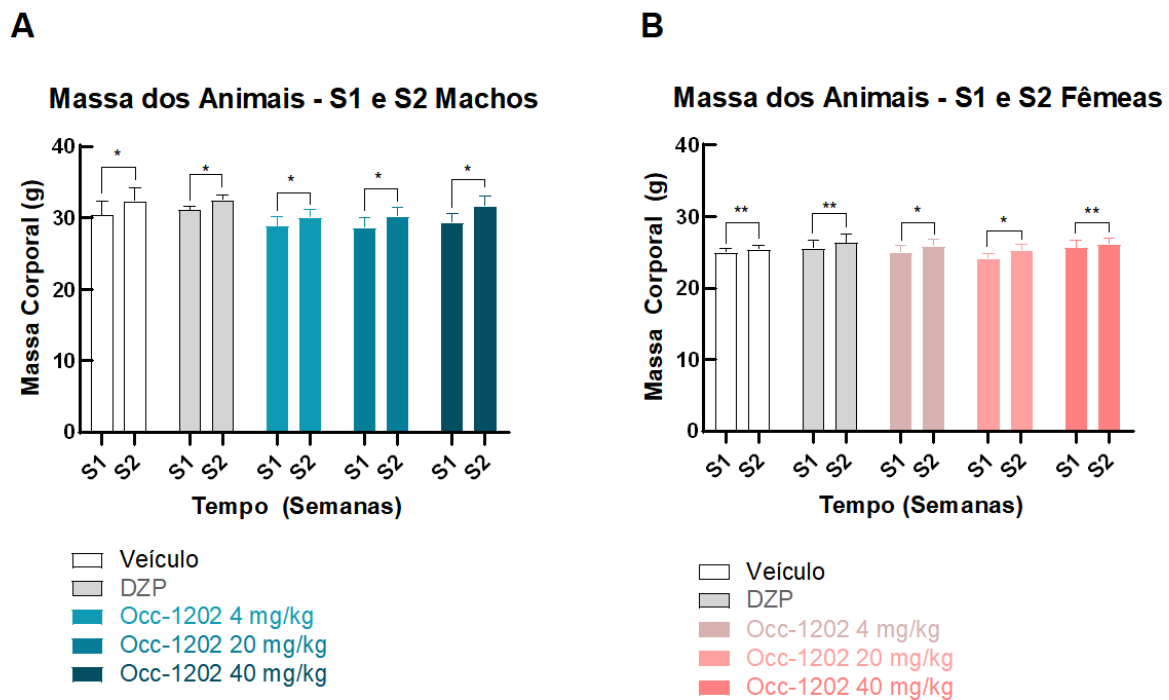 A
Massa dos Animais - S1 e S2 Machos
Massa Corporal (g)
40
30
20
10
0
*
*
*
*
*
S1 S2 S1 S2 S1 S2 S1 S2 S1 S2
Tempo (Semanas)
Veículo
DZP
Occ-1202 4 mg/kg
Occ-1202 20 mg/kg
Occ-1202 40 mg/kg
B
Massa dos Animais - S1 e S2 Fêmeas
Massa Corporal (g)
40
30
20
10
0
**
**
*
*
**
S1 S2 S1 S2 S1 S2 S1 S2 S1 S2
Tempo (Semanas)
Veículo
DZP
Occ-1202 4 mg/kg
Occ-1202 20 mg/kg
Occ-1202 40 mg/kg